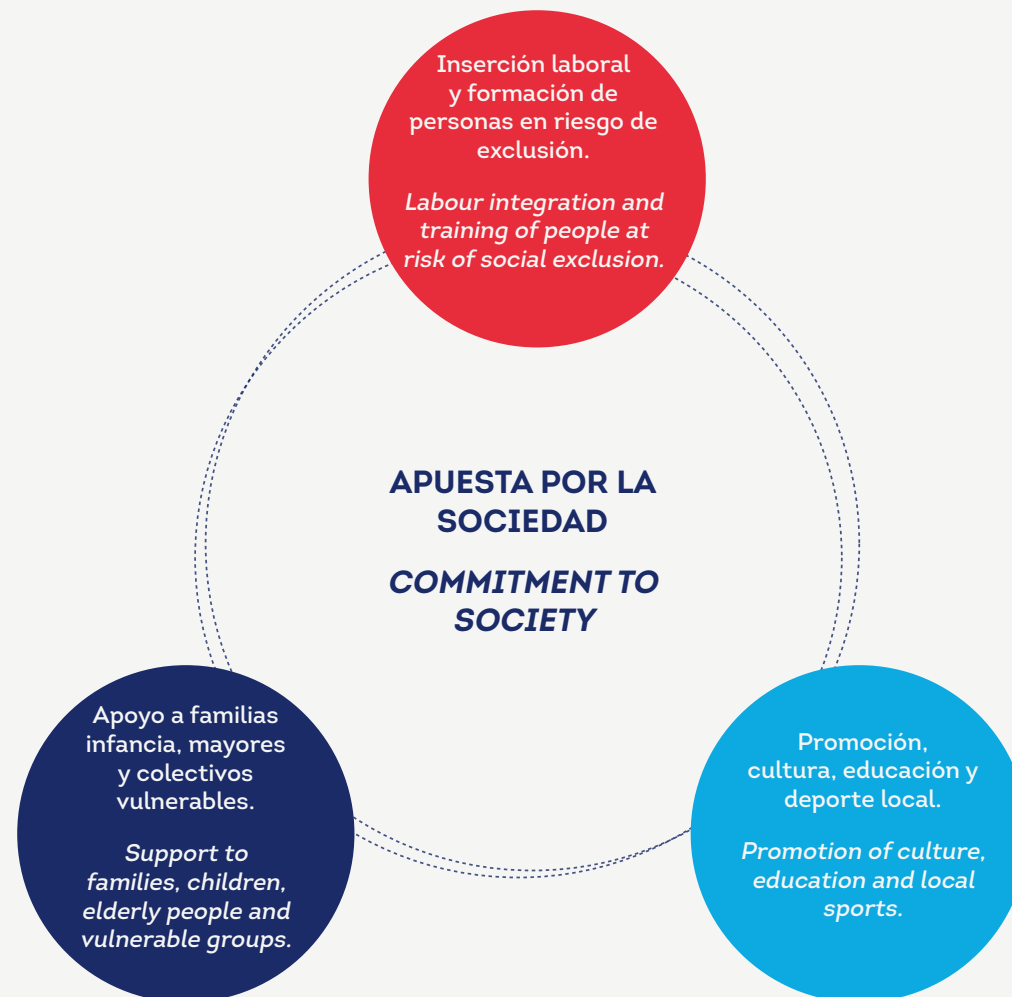 Inserción laboral
y formación de
personas en riesgo de
exclusión.
Labour integration and
training of people at
risk of social exclusion.
APUESTA POR LA
SOCIEDAD
COMMITMENT TO
SOCIETY
Apoyo a familias
infancia, mayores
y colectivos
vulnerables.
Support to
families, children,
elderly people and
vulnerable groups.
Promoción,
cultura, educación y
deporte local.
Promotion of culture,
education and local
sports.